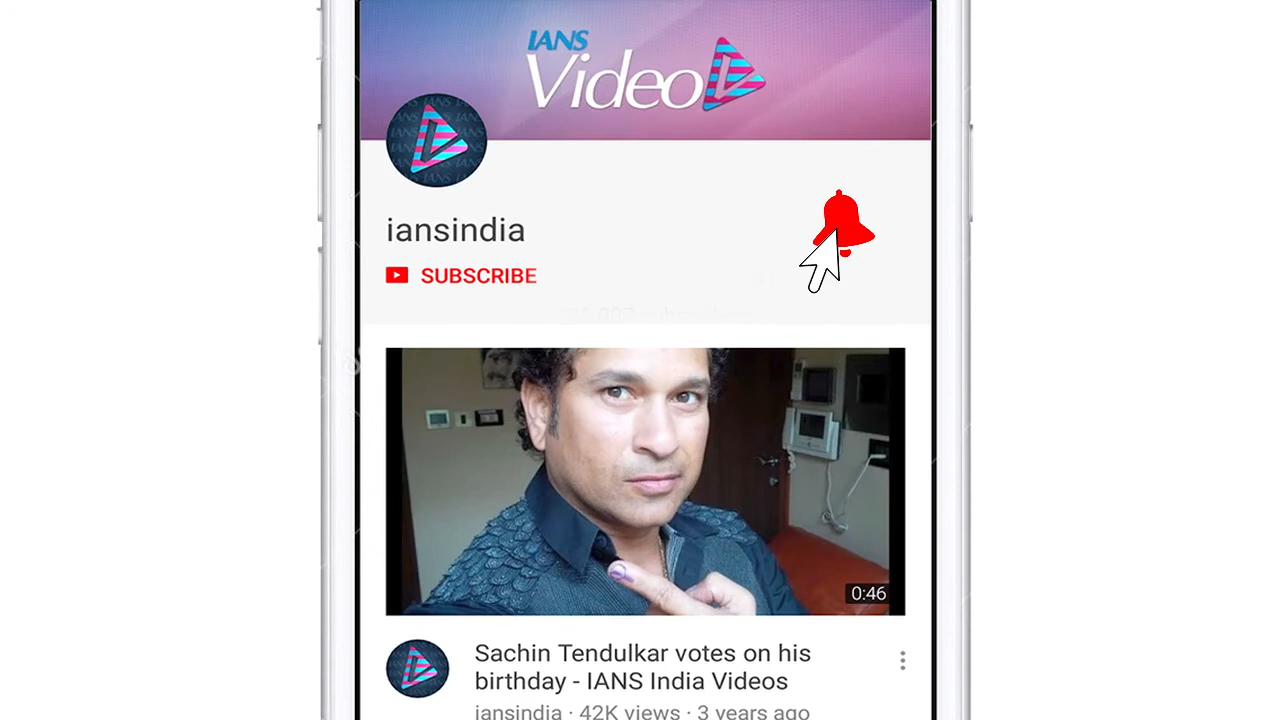 IANS
Video
iansindia
SUBSCRIBE
0:46
Sachin Tendulkar votes on his
birthday - IANS India Videos
iansindia · 42K views · 3 years ago